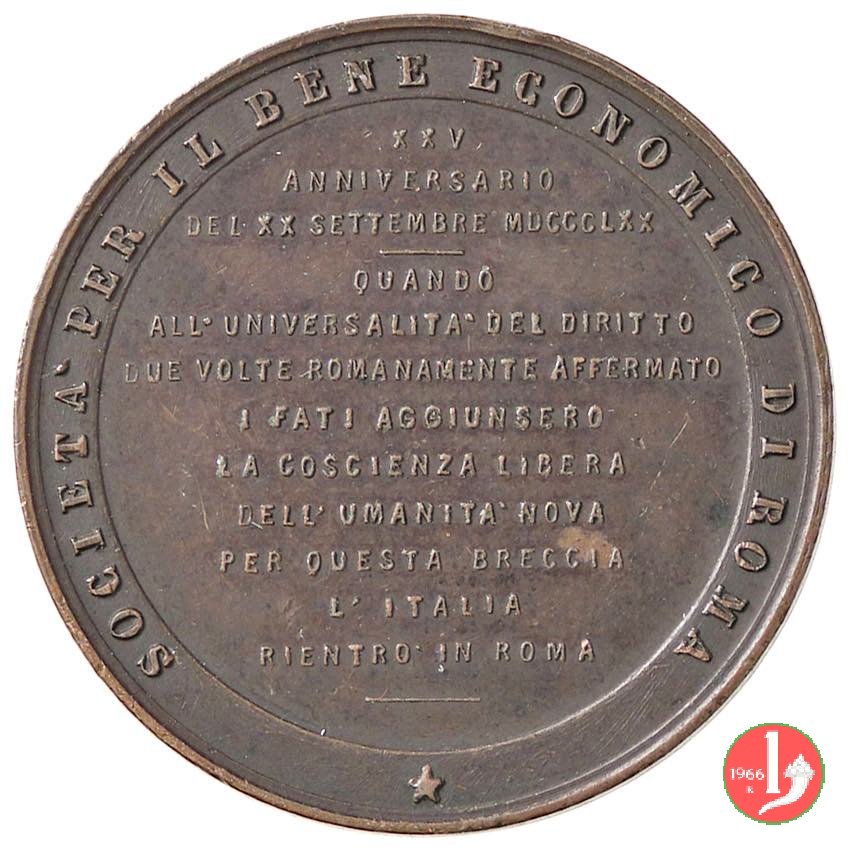 SOCIETA' PER IL BENE ECONOMICO DI ROMA
XXV
ANNIVERSARIO
DEL XX SETTEMBRE MDCCCLXX
QUANDO
ALL' UNIVERSALITA' DEL DIRITTO
DUE VOLTE ROMANAMENTE AFFERMATO
I FATI AGGIUNSERO
LA COSCIENZA LIBERA
DELL' UMANITA' NOVA
PER QUESTA BRECCIA
L' ITALIA
RIENTRO' IN ROMA
1966